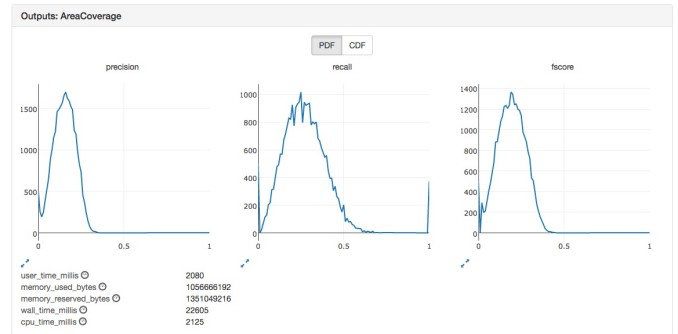 Outputs: AreaCoverage
PDF CDF
precision
1500
1000
500
0
0 0.5 1
recall
1000
800
600
400
200
0
0 0.5 1
fscore
1400
1200
1000
800
600
400
200
0
0 0.5 1
user_time_millis 2080
memory_used_bytes 1056666192
memory_reserved_bytes 1351049216
wall_time_millis 22605
cpu_time_millis 2125